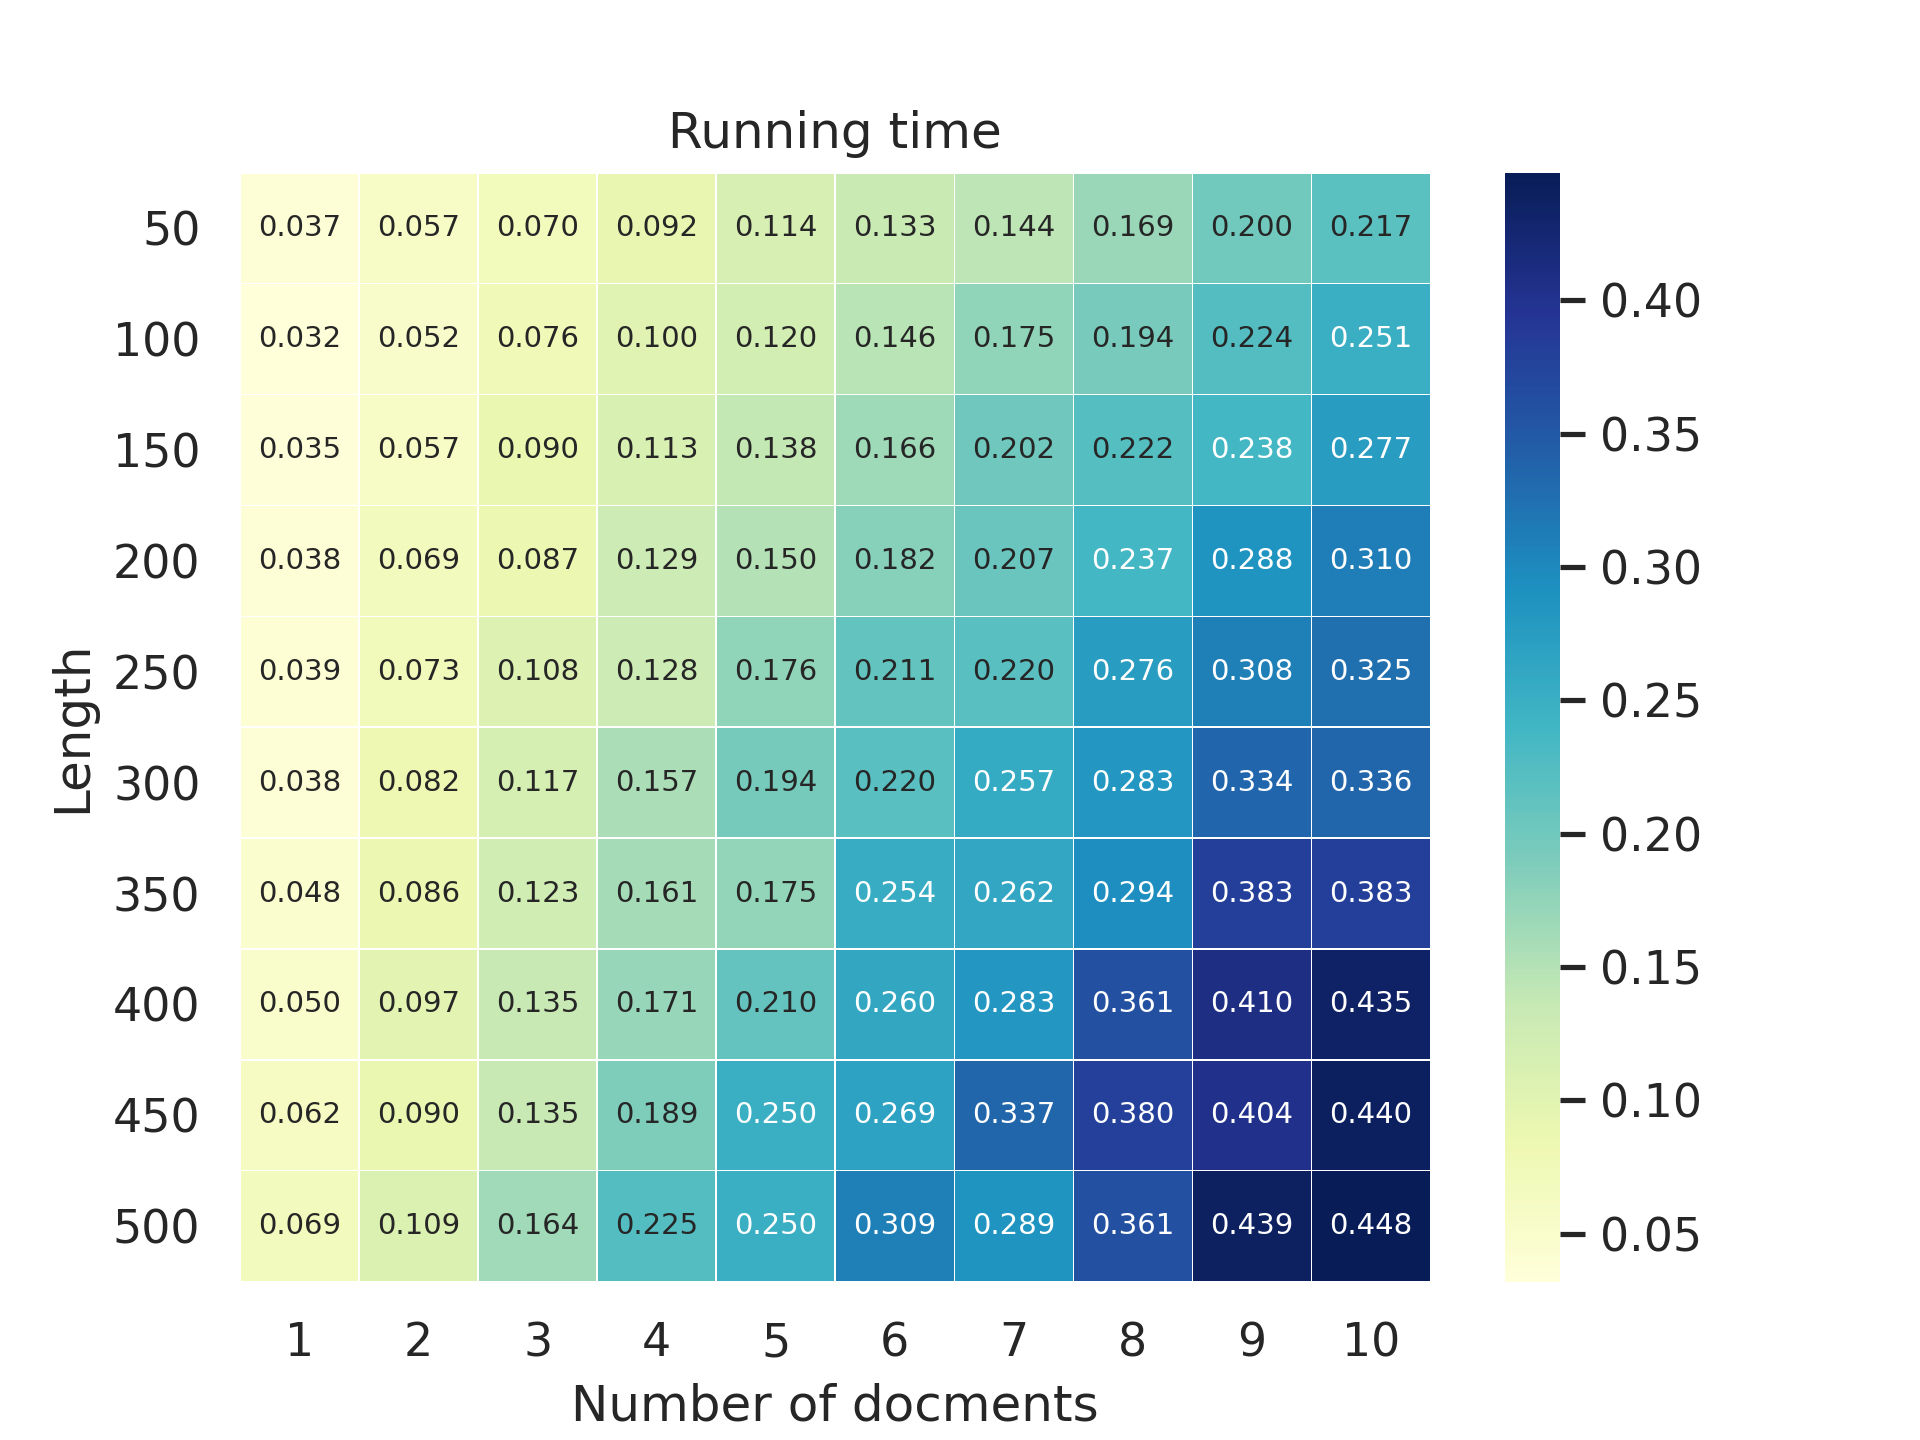 Running time
50 0.037 0.057 0.070 0.092 0.114 0.133 0.144 0.169 0.200 0.217
100 0.032 0.052 0.076 0.100 0.120 0.146 0.175 0.194 0.224 0.251
150 0.035 0.057 0.090 0.113 0.138 0.166 0.202 0.222 0.238 0.277
200 0.038 0.069 0.087 0.129 0.150 0.182 0.207 0.237 0.288 0.310
250 0.039 0.073 0.108 0.128 0.176 0.211 0.220 0.276 0.308 0.325
300 0.038 0.082 0.117 0.157 0.194 0.220 0.257 0.283 0.334 0.336
350 0.048 0.086 0.123 0.161 0.175 0.254 0.262 0.294 0.383 0.383
400 0.050 0.097 0.135 0.171 0.210 0.260 0.283 0.361 0.410 0.435
450 0.062 0.090 0.135 0.189 0.250 0.269 0.337 0.380 0.404 0.440
500 0.069 0.109 0.164 0.225 0.250 0.309 0.289 0.361 0.439 0.448
1 2 3 4 5 6 7 8 9 10
Number of docments
Length
0.40
0.35
0.30
0.25
0.20
0.15
0.10
0.05